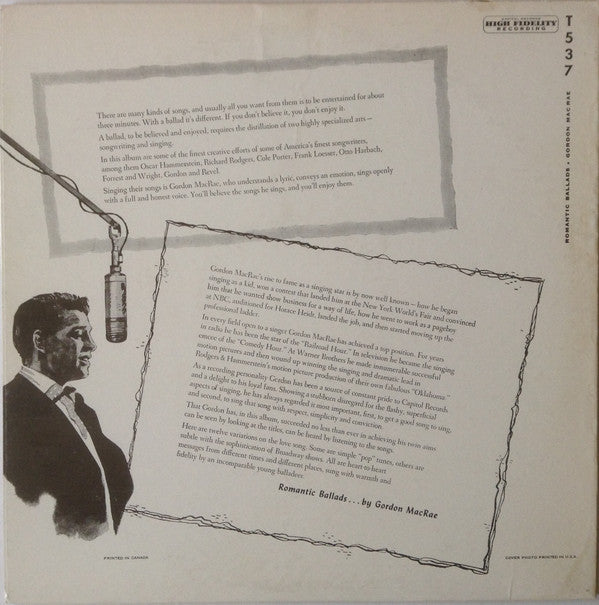 HIGH FIDELITY
RECORDING
T 537
ROMANTIC BALLADS • GORDON MACRAE
There are many kinds of songs, and usually all you want from them is to be entertained for about
three minutes. With a ballad it's different. If you don't believe it, you don't enjoy it.
A ballad, to be believed and enjoyed, requires the distillation of two highly specialized arts —
songwriting and singing.
In this album are some of the finest creative efforts of some of America's finest songwriters,
among them Oscar Hammerstein, Richard Rodgers, Cole Porter, Frank Loesser, Otto Harbach,
Forrest and Wright, Gordon and Revel.
Singing their songs is Gordon MacRae, who understands a lyric, conveys an emotion, sings openly
with a full and honest voice. You'll believe the songs he sings, and you'll enjoy them.
Gordon MacRae's rise to fame as a singing star is by now well known — how he began
singing as a kid, won a contest that landed him at the New York World's Fair and convinced
him that he wanted show business for a way of life, how he went to work as a pageboy
at NBC, auditioned for Horace Heidt, landed the job, and then started moving up the
professional ladder.
In every field open to a singer Gordon MacRae has achieved a top position. For years
in radio he has been the star of the "Railroad Hour." In television he became the singing
emcee of the "Comedy Hour." At Warner Brothers he made innumerable successful
motion pictures and then wound up winning the singing and dramatic lead in
Rodgers & Hammerstein's motion picture production of their own fabulous "Oklahoma."
As a recording personality Gordon has been a source of constant pride to Capitol Records
and a delight to his loyal fans. Showing a stubborn disregard for the flashy, superficial
aspects of singing, he has always regarded it most important, first, to get a good song to sing,
and second, to sing that song with respect, simplicity and conviction.
That Gordon has, in this album, succeeded no less than ever in achieving his twin aims
can be seen by looking at the titles, can be heard by listening to the songs.
Here are twelve variations on the love song. Some are simple "pop" tunes; others are
subtle with the sophistication of Broadway shows. All are heart-to-heart
messages from different times and different places, sung with warmth and
fidelity by an incomparable young balladeer.
Romantic Ballads . . . by Gordon MacRae
PRINTED IN CANADA
COVER PHOTO PRINTED IN U.S.A.